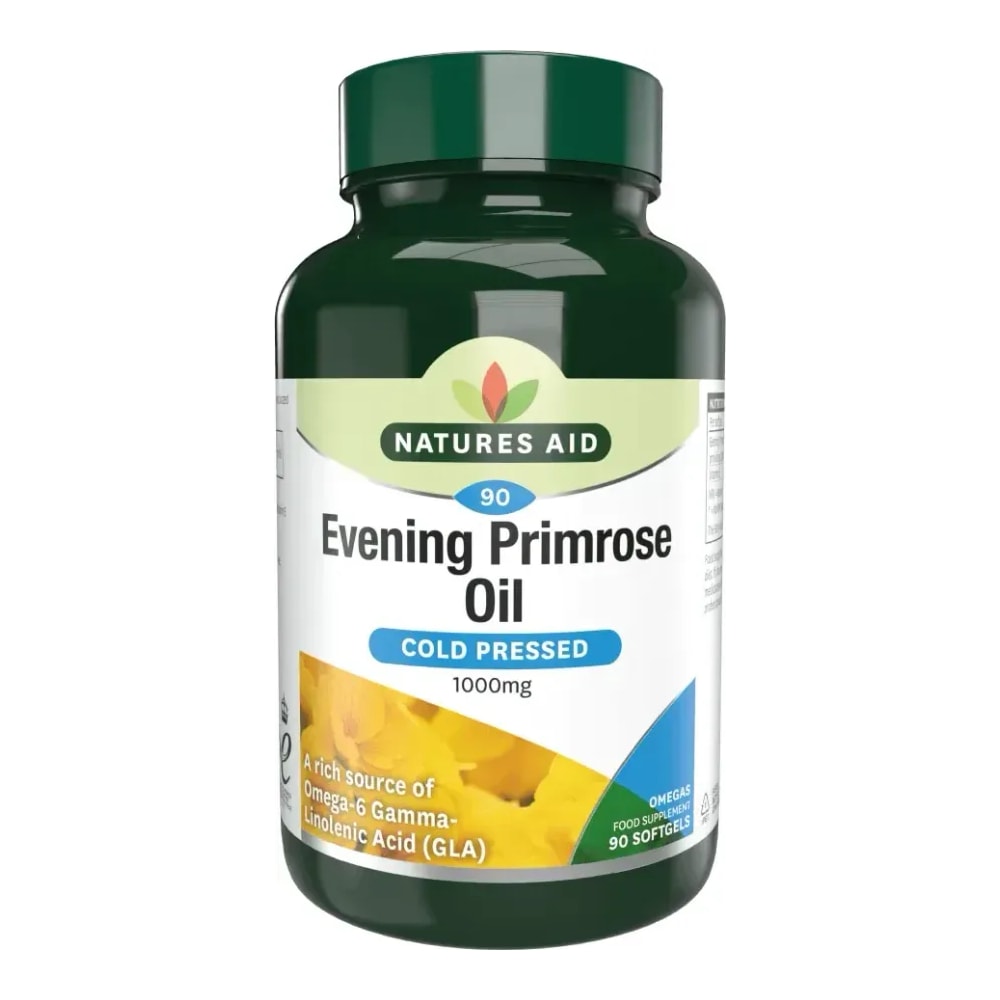 NATURES AID
90
Evening Primrose
Oil
COLD PRESSED
1000mg
A rich source of
Omega-6 Gamma-
Linolenic Acid (GLA)
OMEGAS
FOOD SUPPLEMENT
90 SOFTGELS